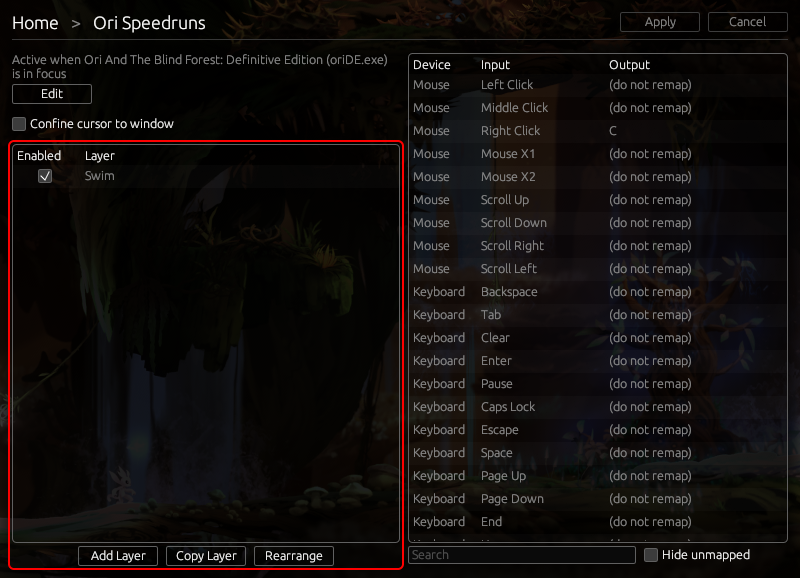 Home > Ori Speedruns
Apply
Cancel
Active when Ori And The Blind Forest: Definitive Edition (oriDE.exe)
is in focus
Edit
Confine cursor to window
Enabled Layer
Swim
Add Layer
Copy Layer
Rearrange
Device Input Output
Mouse Left Click (do not remap)
Mouse Middle Click (do not remap)
Mouse Right Click C
Mouse Mouse X1 (do not remap)
Mouse Mouse X2 (do not remap)
Mouse Scroll Up (do not remap)
Mouse Scroll Down (do not remap)
Mouse Scroll Right (do not remap)
Mouse Scroll Left (do not remap)
Keyboard Backspace (do not remap)
Keyboard Tab (do not remap)
Keyboard Clear (do not remap)
Keyboard Enter (do not remap)
Keyboard Pause (do not remap)
Keyboard Caps Lock (do not remap)
Keyboard Escape (do not remap)
Keyboard Space (do not remap)
Keyboard Page Up (do not remap)
Keyboard Page Down (do not remap)
Keyboard End (do not remap)
Search
Hide unmapped